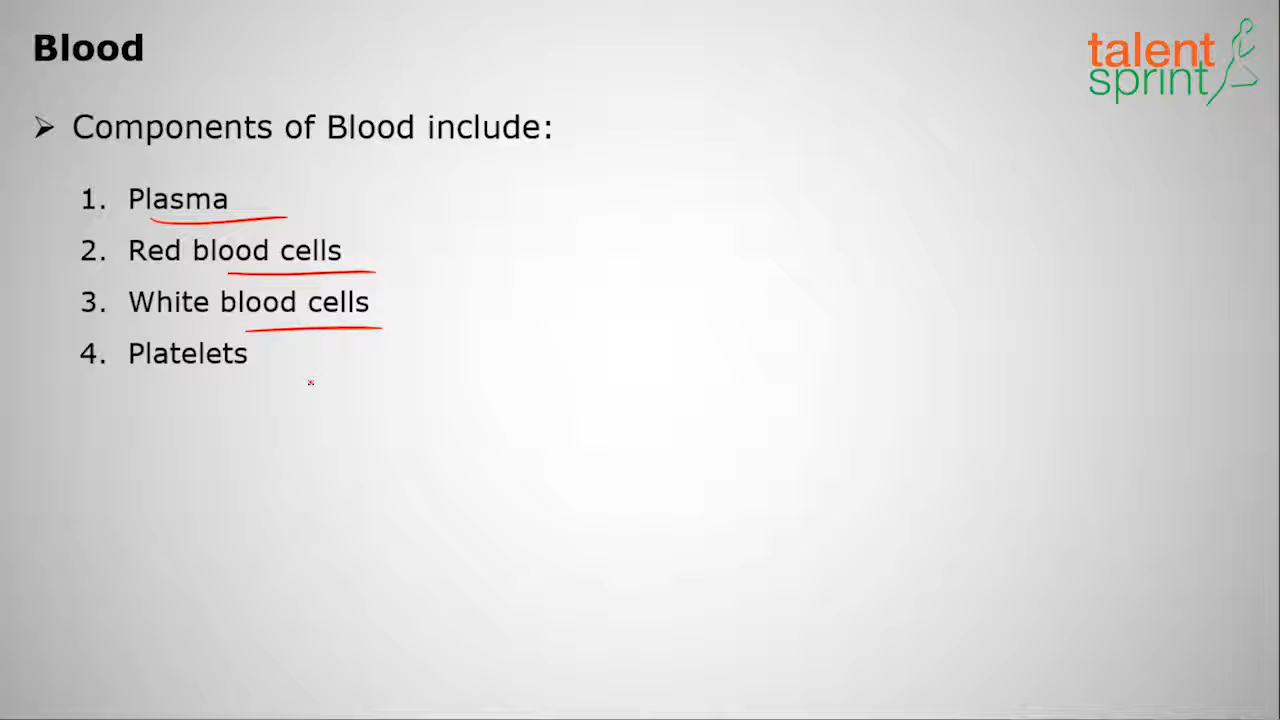 Blood
talent
sprint
➢ Components of Blood include:
1. Plasma
2. Red blood cells
3. White blood cells
4. Platelets